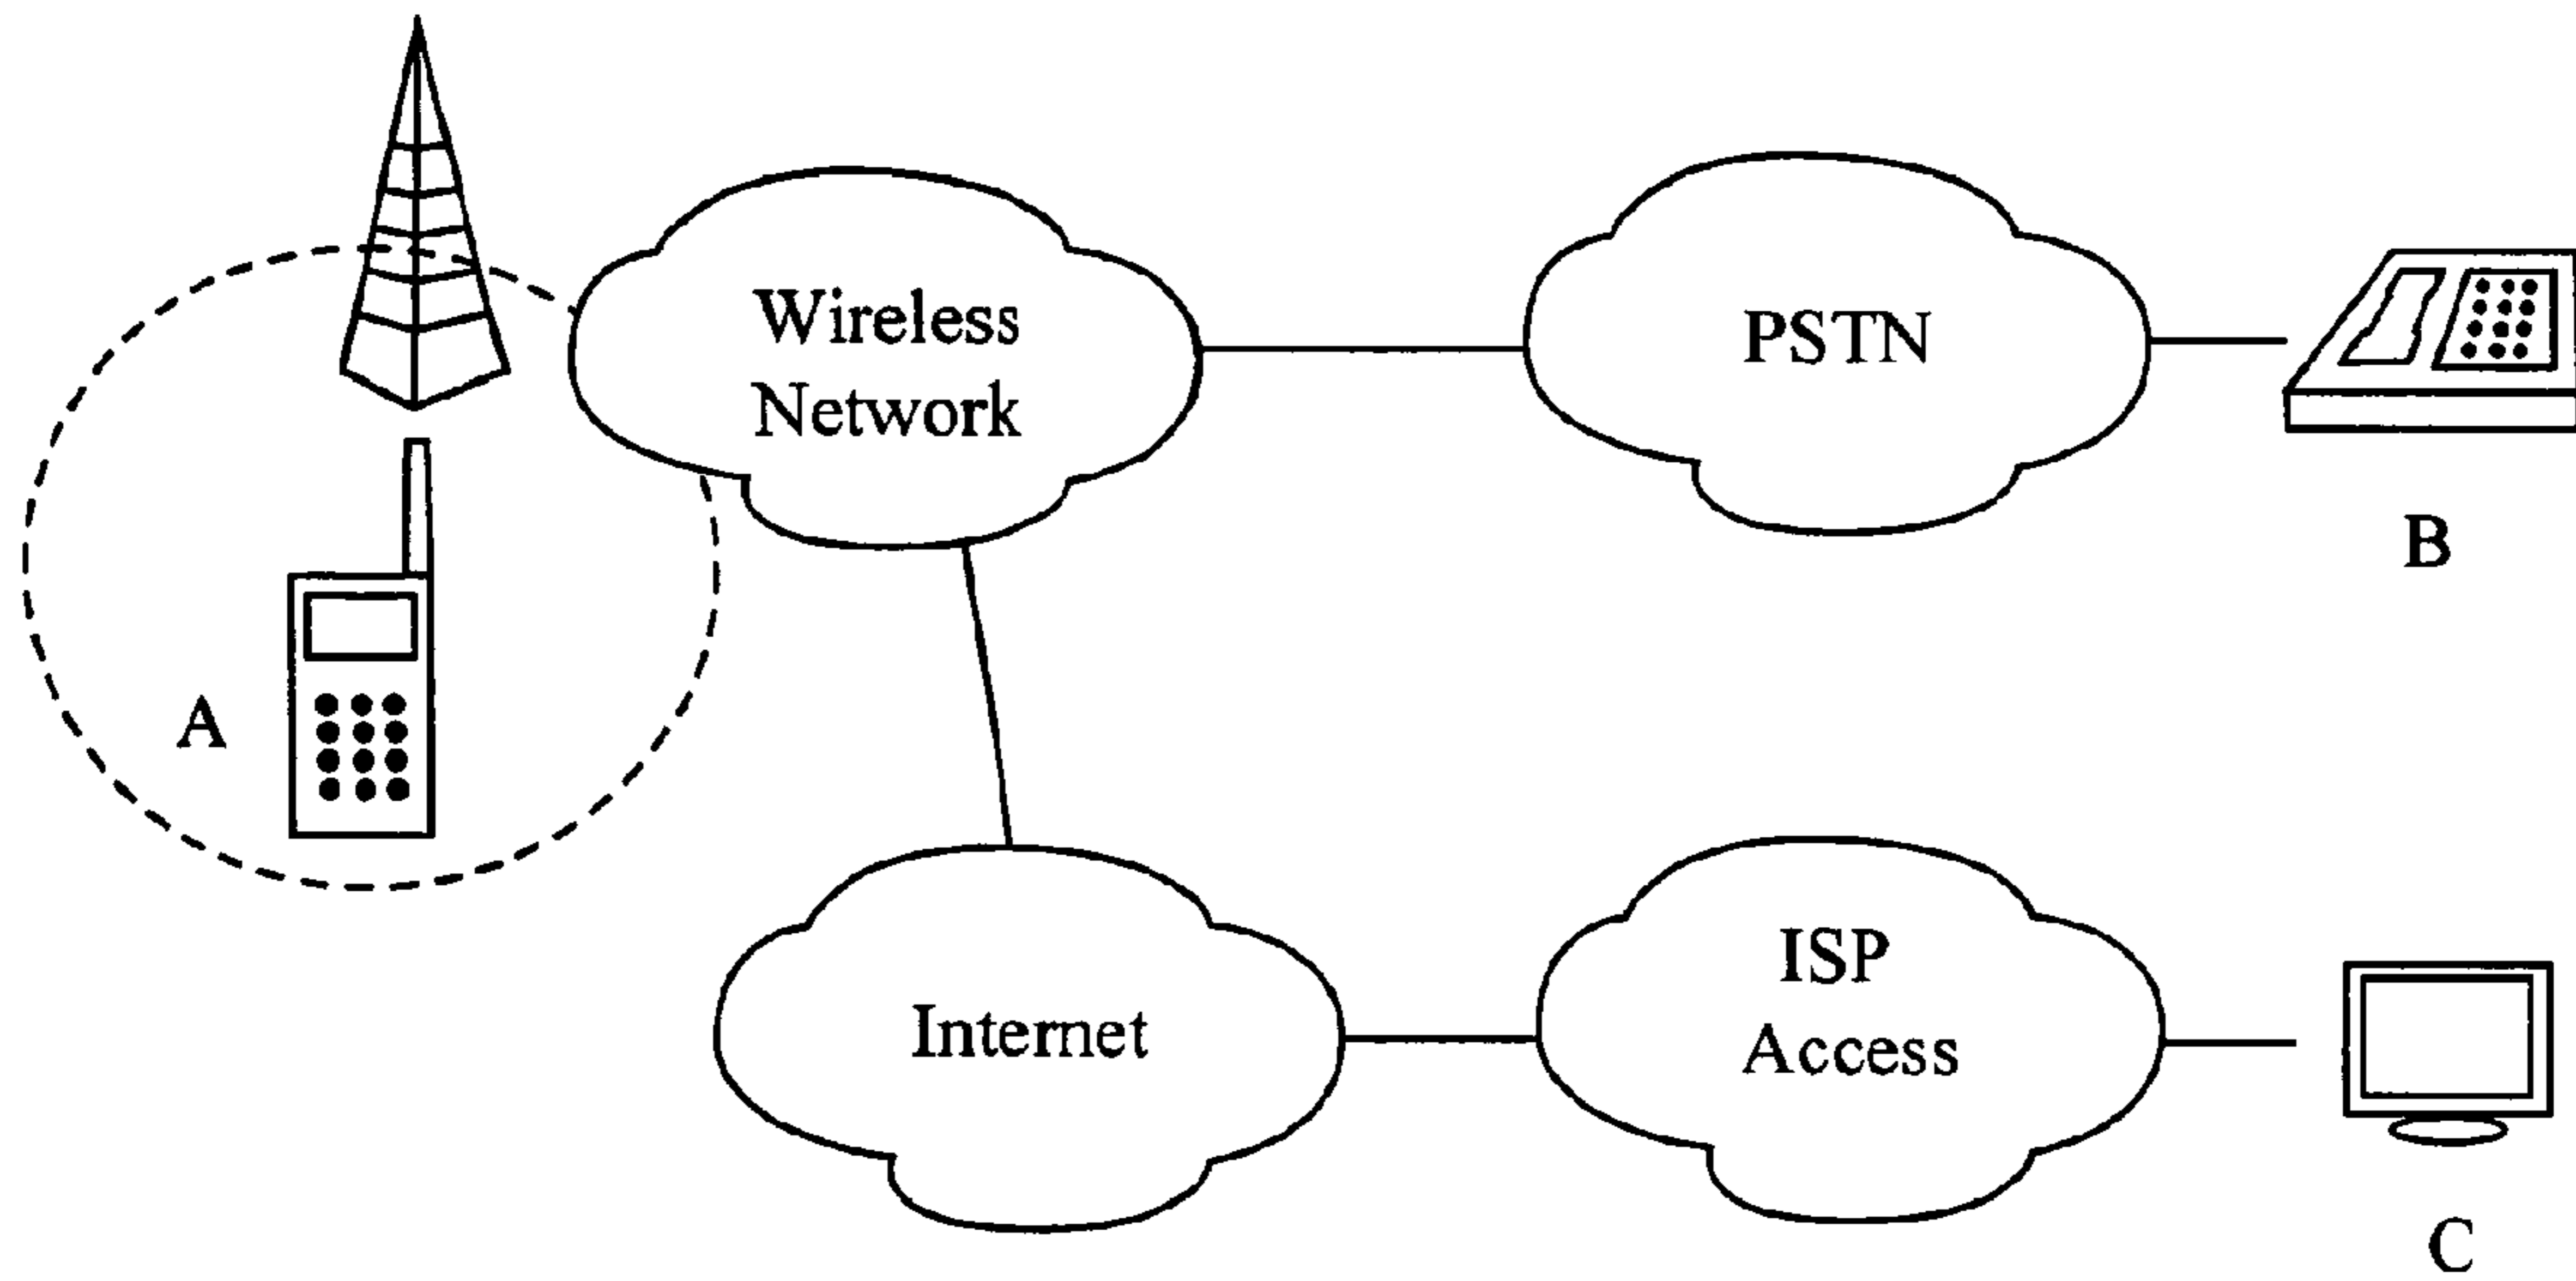 Wireless
Network
PSTN
B
A
Internet
ISP
Access
C